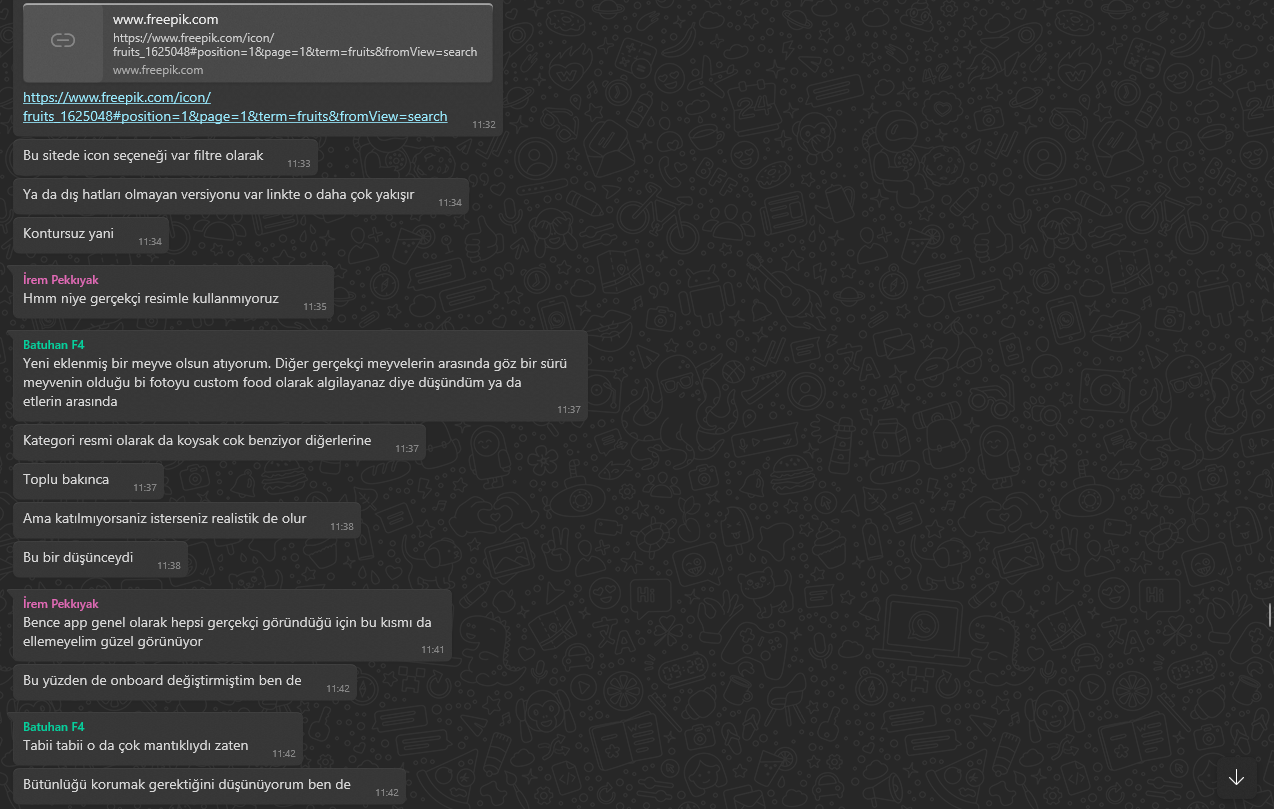 www.freepik.com
https://www.freepik.com/icon/
fruits_1625048#position=1&page=1&term=fruits&fromView=search
www.freepik.com
https://www.freepik.com/icon/
fruits_1625048#position=1&page=1&term=fruits&fromView=search
11:32
Bu sitede icon seçeneği var filtre olarak
11:33
Ya da dış hatları olmayan versiyonu var linkte o daha çok yakışır
11:34
Kontursuz yani
11:34
İrem Pekkıyak
Hmm niye gerçekçi resimle kullanmıyoruz
11:35
Batuhan F4
Yeni eklenmiş bir meyve olsun atıyorum. Diğer gerçekçi meyvelerin arasında göz bir sürü
meyvenin olduğu bi fotoyu custom food olarak algilayanaz diye düşündüm ya da
etlerin arasında
11:37
Kategori resmi olarak da koysak cok benziyor diğerlerine
11:37
Toplu bakınca
11:37
Ama katılmıyorsaniz isterseniz realistik de olur
11:38
Bu bir düşünceydi
11:38
İrem Pekkıyak
Bence app genel olarak hepsi gerçekçi göründüğü için bu kısmı da
ellemeyelim güzel görünüyor
11:41
Bu yüzden de onboard değiştirmiştim ben de
11:42
Batuhan F4
Tabii tabii o da çok mantıklıydı zaten
11:42
Bütünlüğü korumak gerektiğini düşünüyorum ben de
11:42